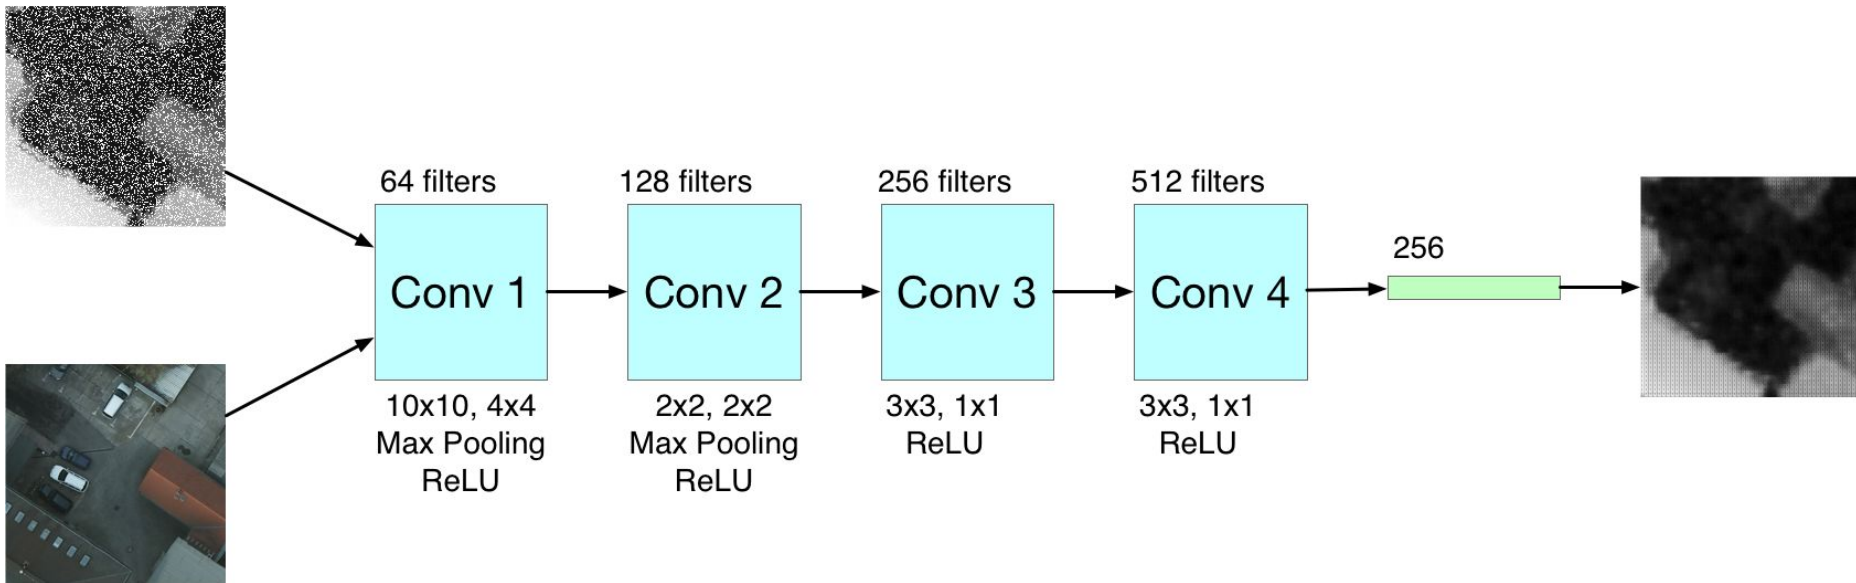 64 filters
128 filters
256 filters
512 filters
256
Conv 1
Conv 2
Conv 3
Conv 4
10x10, 4x4
Max Pooling
ReLU
2x2, 2x2
Max Pooling
ReLU
3x3, 1x1
ReLU
3x3, 1x1
ReLU